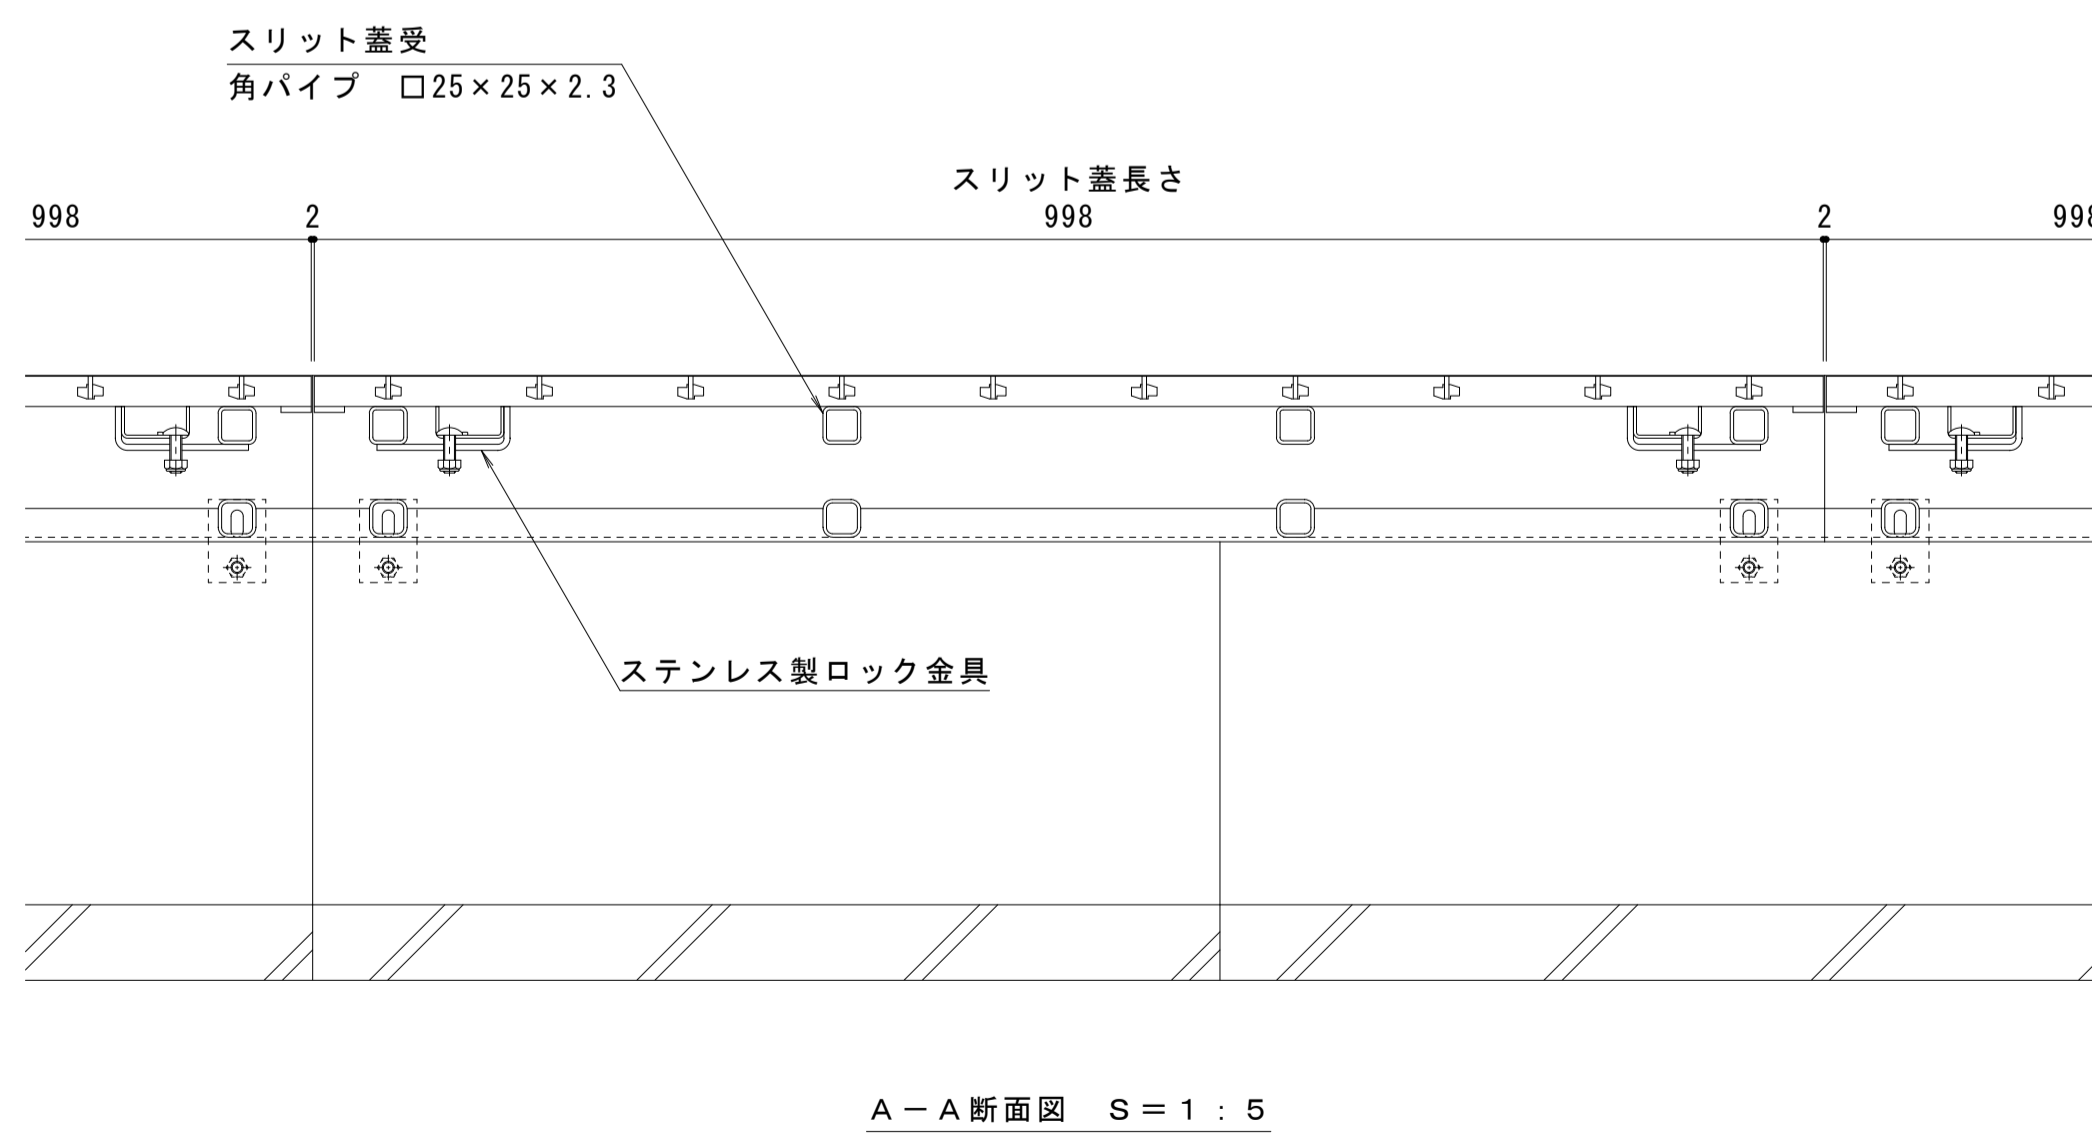 スリット蓋受
角パイプ　□25×25×2.3
スリット蓋長さ
998 2 998 2 998
ステンレス製ロック金具
A－A断面図　S＝1：5